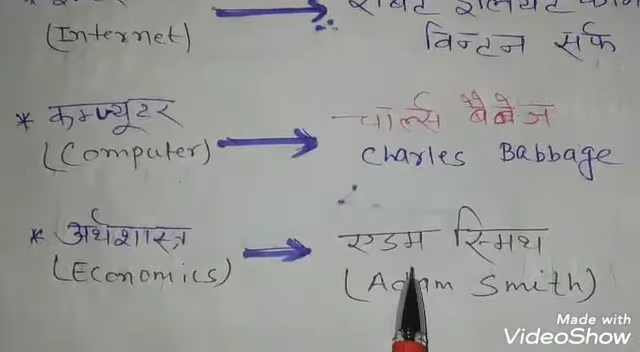 (Internet)
विन्टन सर्फ
* कम्प्यूटर
चार्ल्स बैबेज
(Computer)
Charles Babbage
* अर्थशास्त्र
एडम स्मिथ
(Economics)
(Adam Smith)
Made with
VideoShow